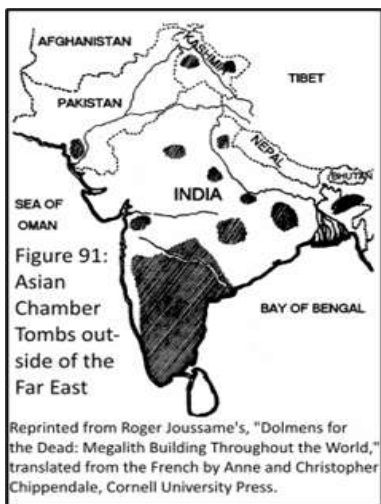 AFGHANISTAN
KASHMIR
TIBET
PAKISTAN
NEPAL
BHUTAN
INDIA
SEA OF
OMAN
BAY OF BENGAL
Figure 91:
Asian
Chamber
Tombs out-
side of the
Far East
Reprinted from Roger Joussame's, "Dolmens for
the Dead: Megalith Building Throughout the World,"
translated from the French by Anne and Christopher
Chippendale, Cornell University Press.